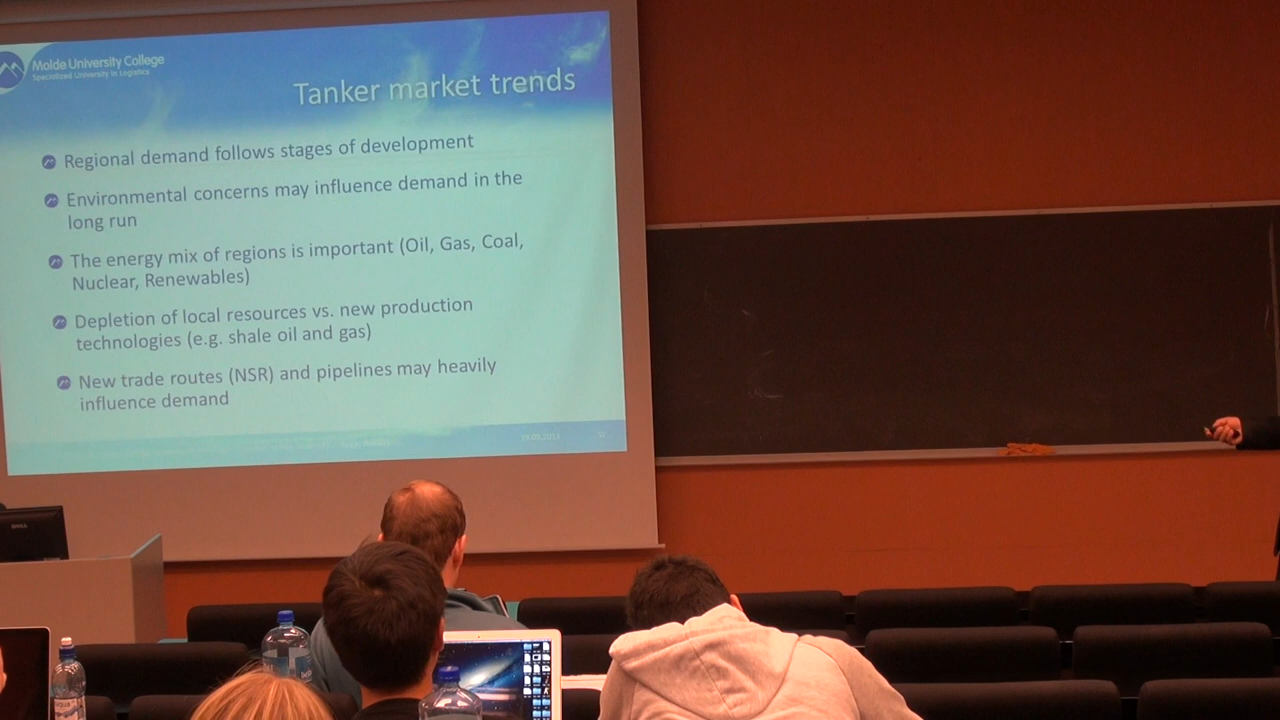 Molde University College
Specialized University in Logistics
Tanker market trends
Regional demand follows stages of development
Environmental concerns may influence demand in the
long run
The energy mix of regions is important (Oil, Gas, Coal,
Nuclear, Renewables)
Depletion of local resources vs. new production
technologies (e.g. shale oil and gas)
New trade routes (NSR) and pipelines may heavily
influence demand
DELL